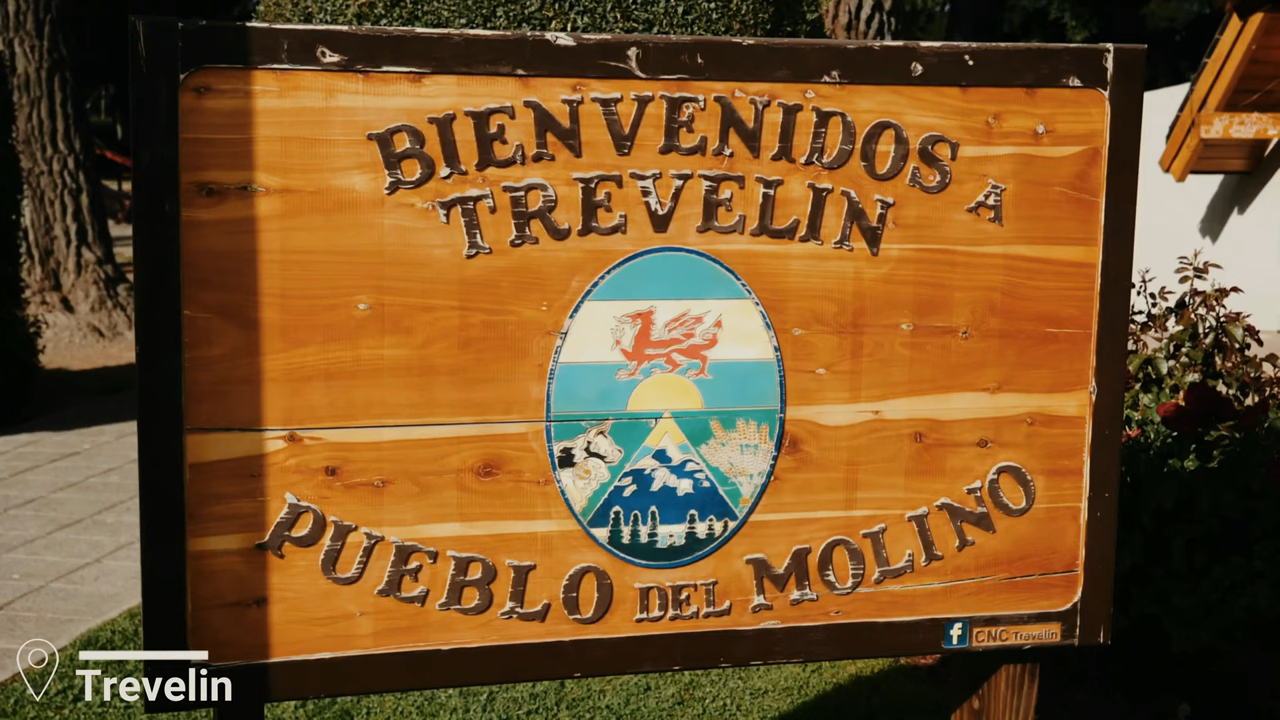 BIENVENIDOS A
TREVELIN
PUEBLO DEL MOLINO
f CNC Trevelin
Trevelin